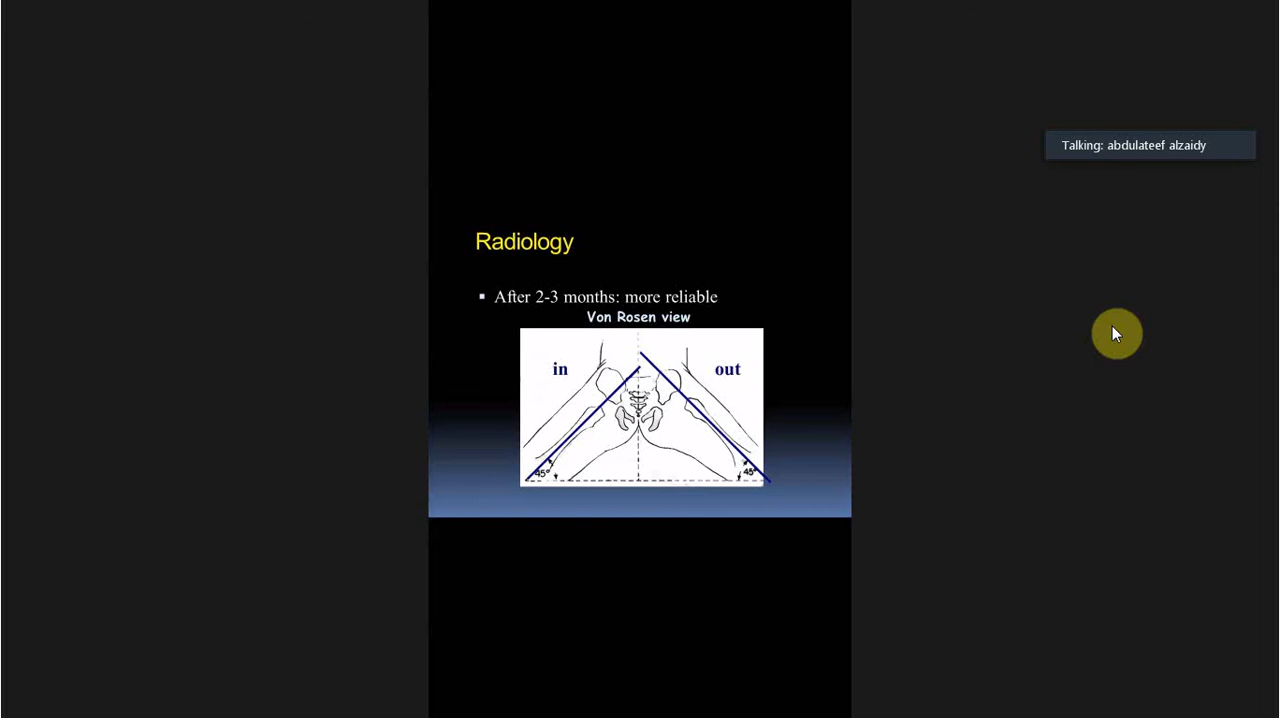 Talking: abdulateef alzaidy
Radiology
▪ After 2-3 months: more reliable
Von Rosen view
in
out
45°
45°